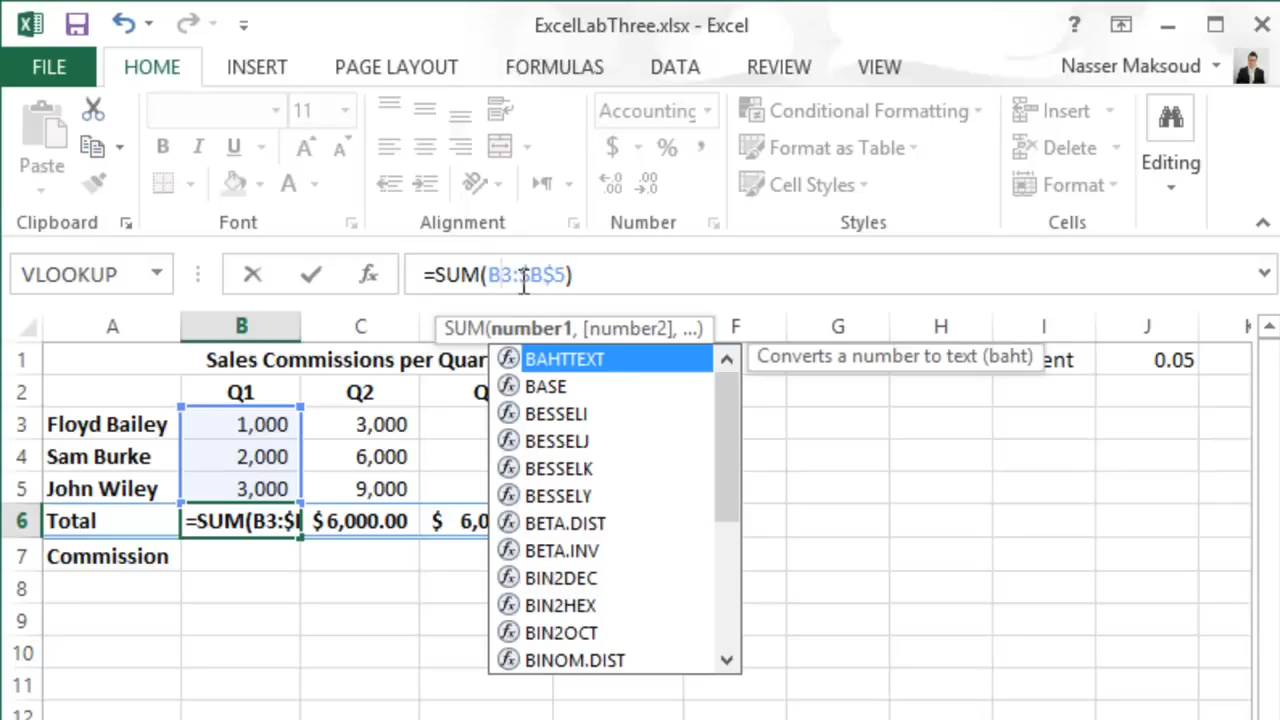 ExcelLabThree.xlsx - Excel
?
FILE HOME INSERT PAGE LAYOUT FORMULAS DATA REVIEW VIEW Nasser Maksoud
Paste
11
B I U A A
A
Accounting
$ % ,
.00
.00
Conditional Formatting
Format as Table
Cell Styles
Insert
Delete
Format
Editing
Clipboard Font Alignment Number Styles Cells
VLOOKUP fx =SUM(B3:$B$5)
SUM(number1, [number2], ...)
A B C F G H I J
1 Sales Commissions per Quar 0.05
2 Q1 Q2 Q
3 Floyd Bailey 1,000 3,000
4 Sam Burke 2,000 6,000
5 John Wiley 3,000 9,000
6 Total =SUM(B3:$ $6,000.00 $ 6,0
7 Commission
8
9
10
11
12
BAHTTEXT
BASE
BESSELI
BESSELJ
BESSELK
BESSELY
BETA.DIST
BETA.INV
BIN2DEC
BIN2HEX
BIN2OCT
BINOM.DIST
Converts a number to text (baht)